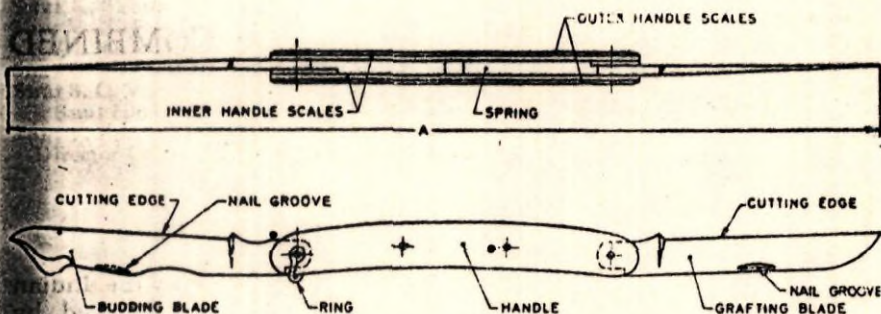 OUTER HANDLE SCALES
COMBINED
INNER HANDLE SCALES
SPRING
A
CUTTING EDGE
NAIL GROOVE
CUTTING EDGE
BUDDING BLADE
RING
HANDLE
NAIL GROOVE
GRAFTING BLADE